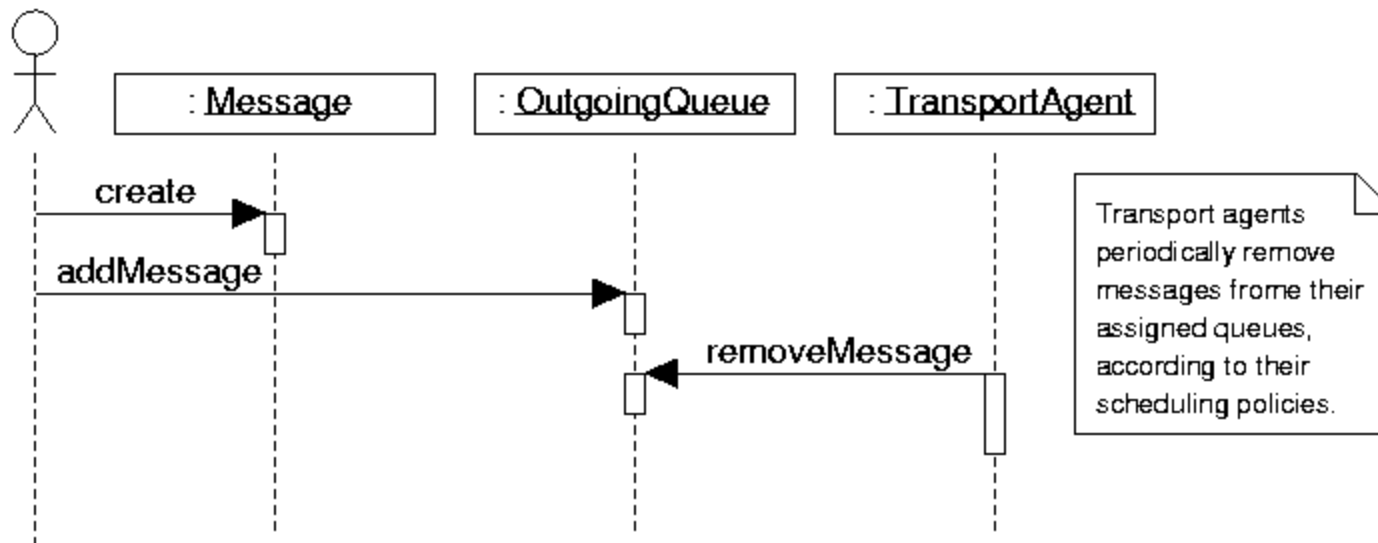 : Message
: OutgoingQueue
: TransportAgent
create
addMessage
removeMessage
Transport agents
periodically remove
messages frome their
assigned queues,
according to their
scheduling policies.